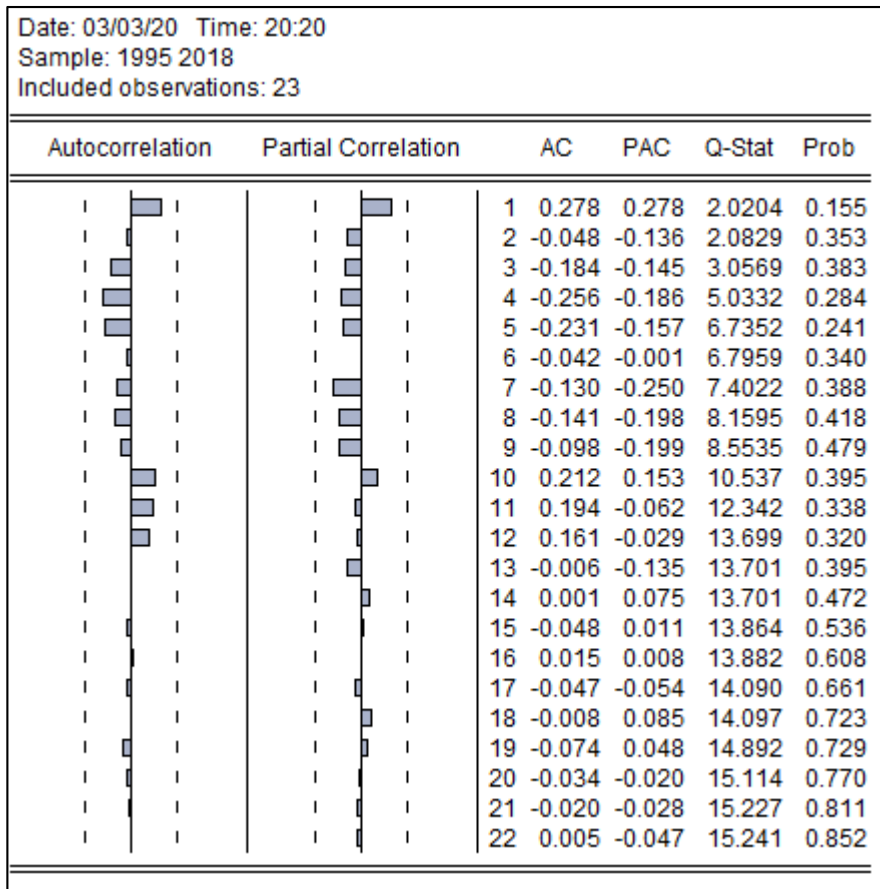 Date: 03/03/20 Time: 20:20
Sample: 1995 2018
Included observations: 23
Autocorrelation Partial Correlation AC PAC Q-Stat Prob
1 0.278 0.278 2.0204 0.155
2 -0.048 -0.136 2.0829 0.353
3 -0.184 -0.145 3.0569 0.383
4 -0.256 -0.186 5.0332 0.284
5 -0.231 -0.157 6.7352 0.241
6 -0.042 -0.001 6.7959 0.340
7 -0.130 -0.250 7.4022 0.388
8 -0.141 -0.198 8.1595 0.418
9 -0.098 -0.199 8.5535 0.479
10 0.212 0.153 10.537 0.395
11 0.194 -0.062 12.342 0.338
12 0.161 -0.029 13.699 0.320
13 -0.006 -0.135 13.701 0.395
14 0.001 0.075 13.701 0.472
15 -0.048 0.011 13.864 0.536
16 0.015 0.008 13.882 0.608
17 -0.047 -0.054 14.090 0.661
18 -0.008 0.085 14.097 0.723
19 -0.074 0.048 14.892 0.729
20 -0.034 -0.020 15.114 0.770
21 -0.020 -0.028 15.227 0.811
22 0.005 -0.047 15.241 0.852